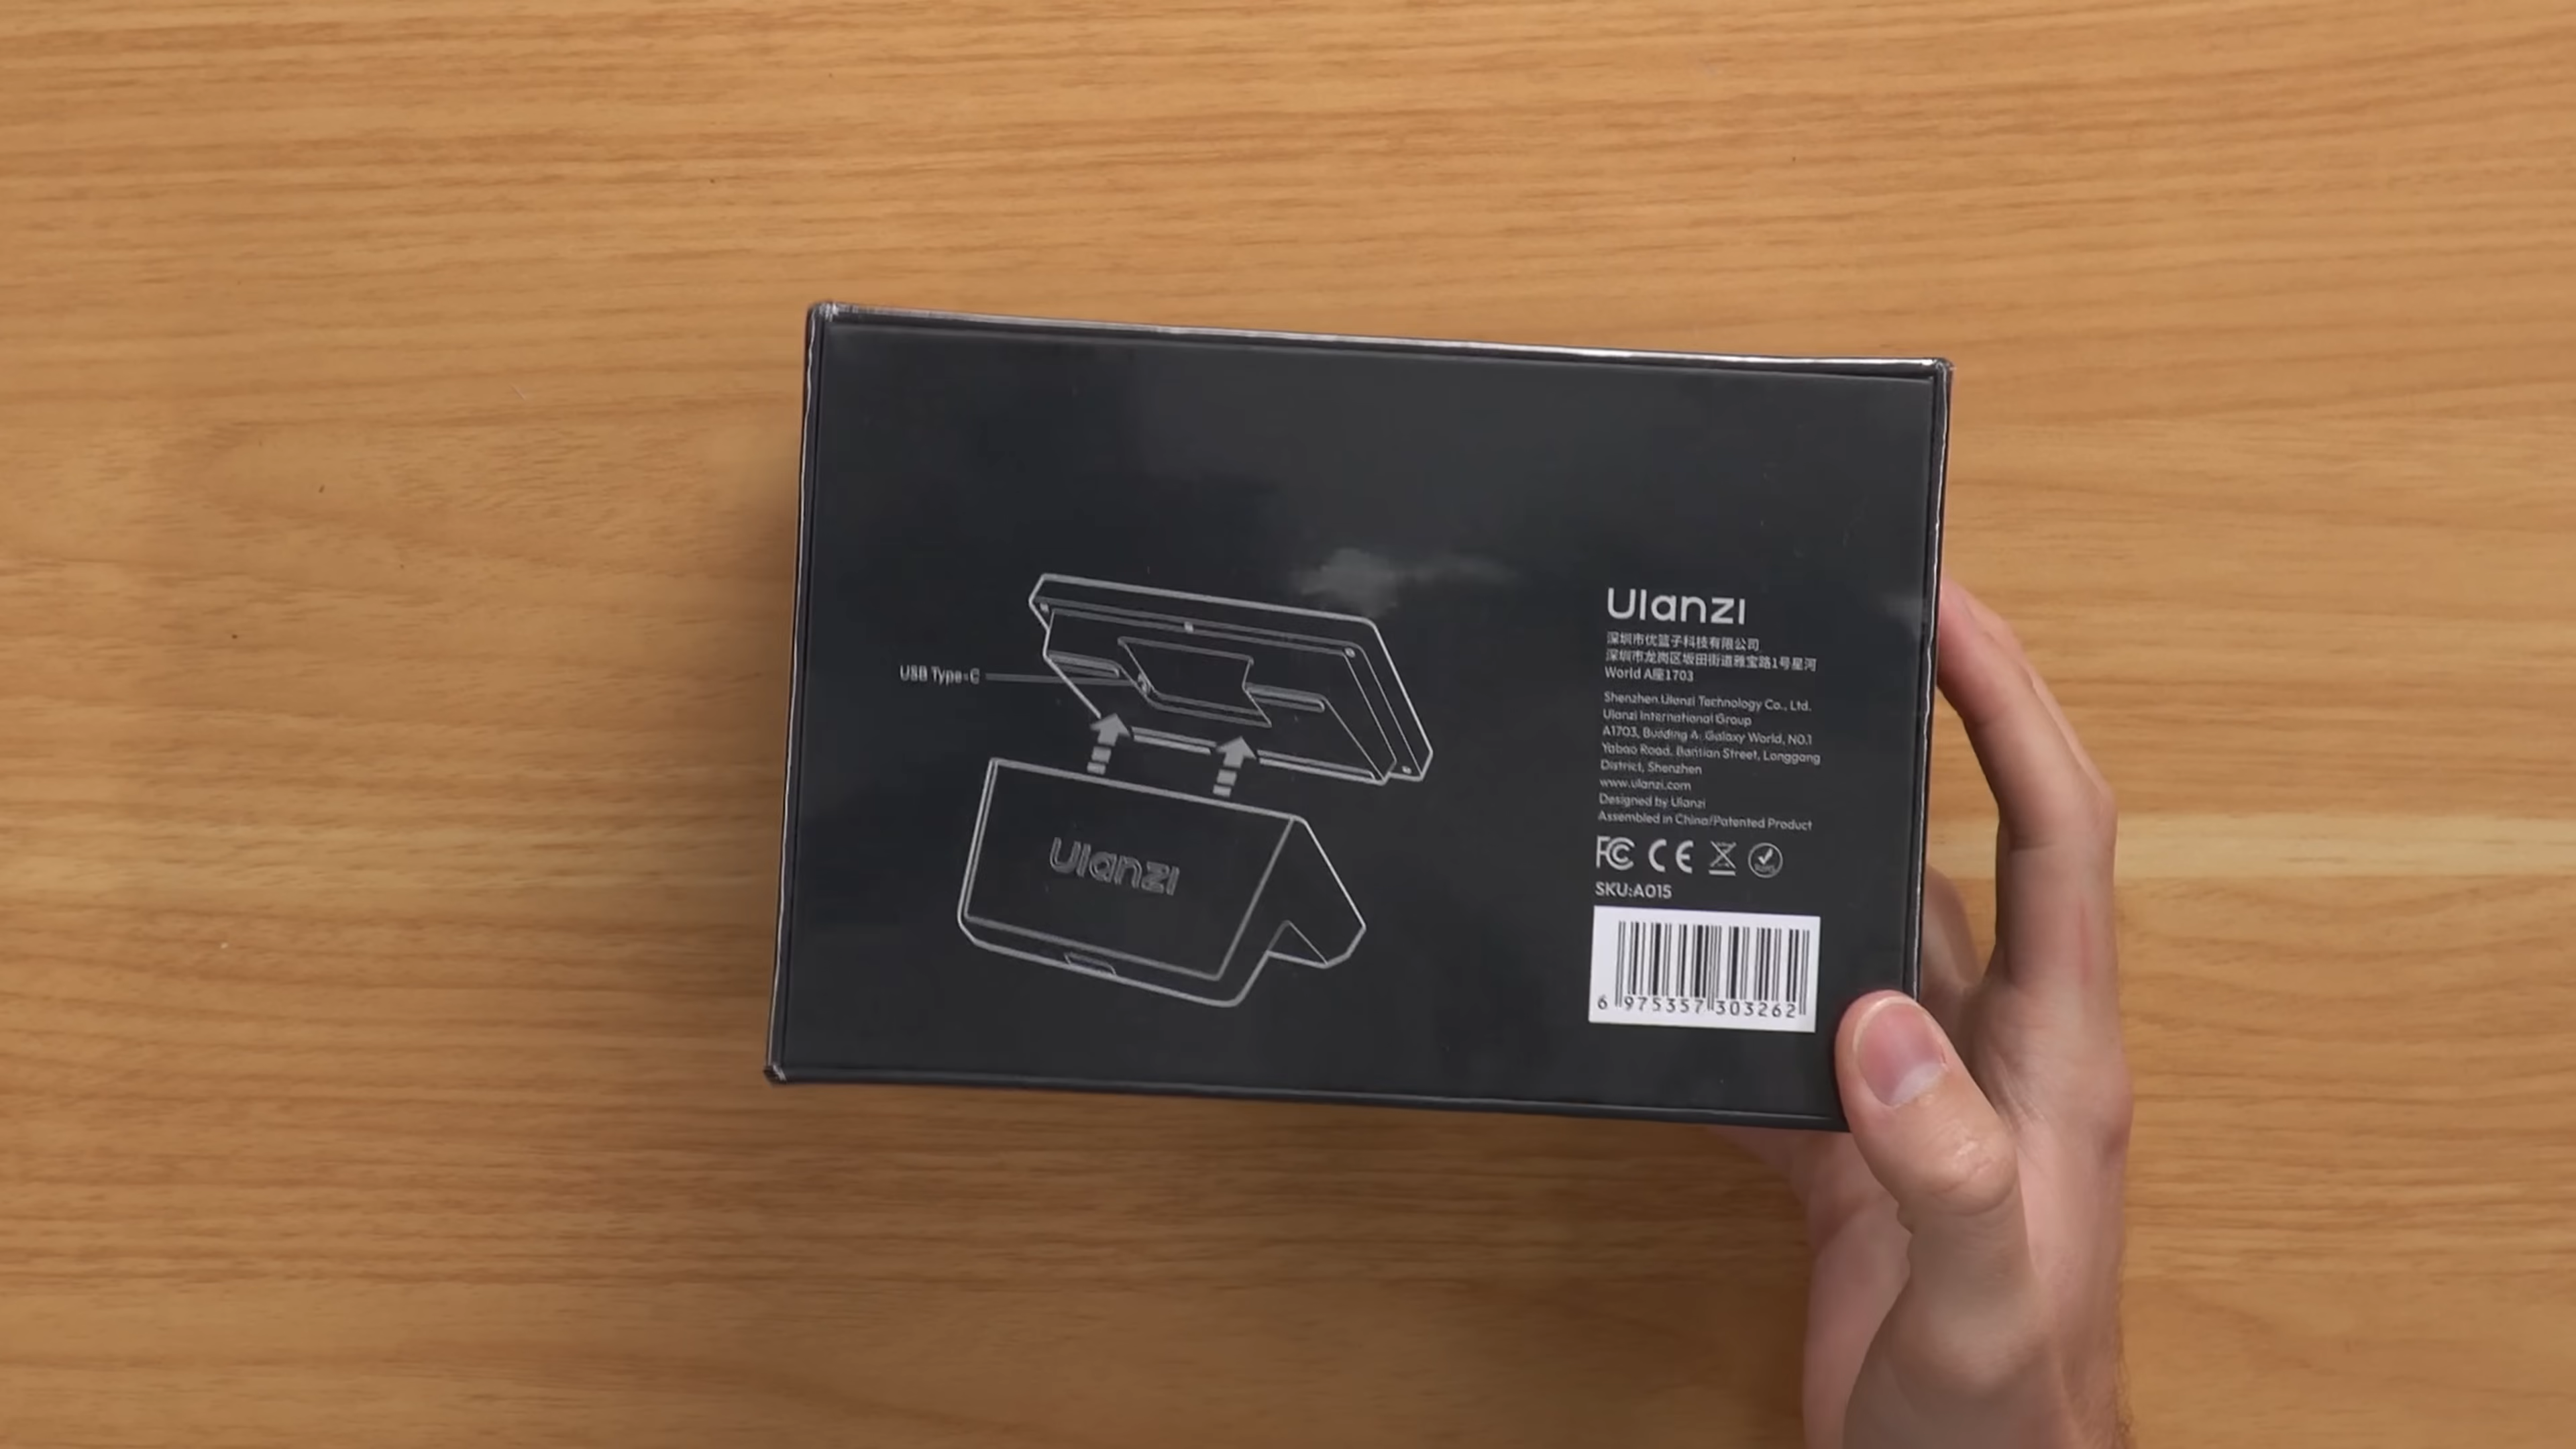 USB Type-C
Ulanzi
Ulanzi
深圳市优篮子科技有限公司
深圳市龙岗区坂田街道雅宝路1号星河
World A座1703
Shenzhen Ulanzi Technology Co., Ltd.
Ulanzi International Group
A1703, Building A, Galaxy World, NO.1
Yabao Road, Bantian Street, Longgang
District, Shenzhen
www.ulanzi.com
Designed by Ulanzi
Assembled in China/Patented Product
FC CE
SKU:A015
6 975357 303262